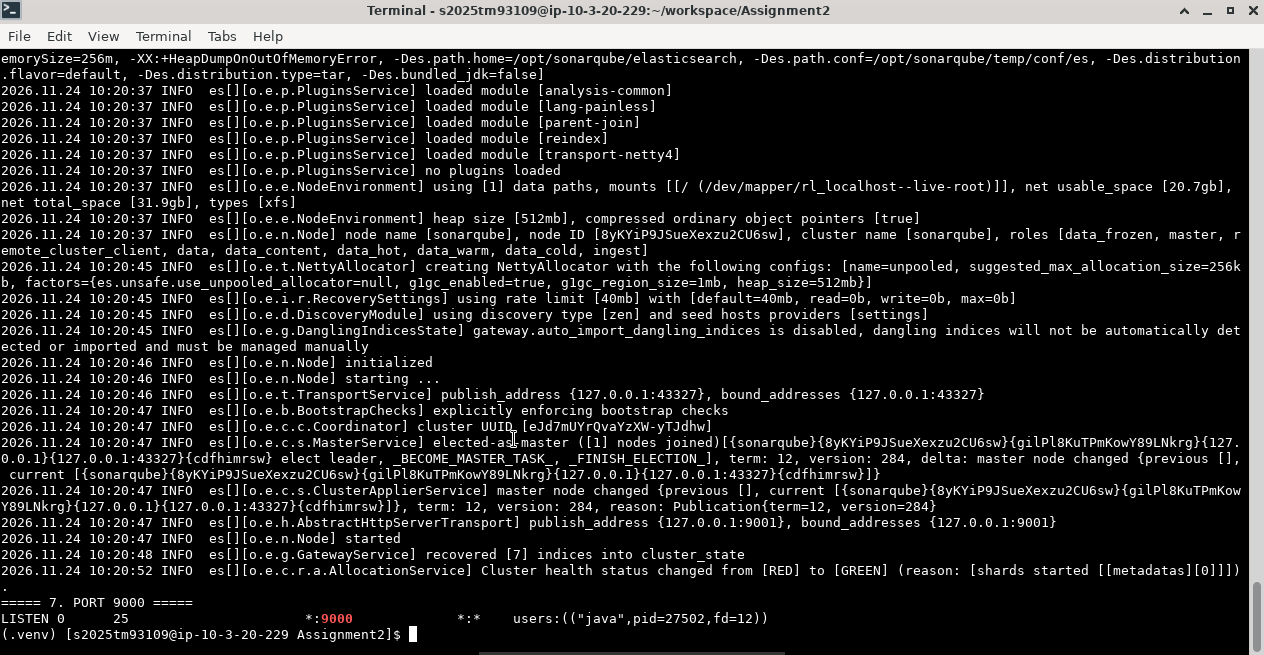 Terminal - s2025tm93109@ip-10-3-20-229:~/workspace/Assignment2
File Edit View Terminal Tabs Help
emorySize=256m, -XX:+HeapDumpOnOutOfMemoryError, -Des.path.home=/opt/sonarqube/elasticsearch, -Des.path.conf=/opt/sonarqube/temp/conf/es, -Des.distribution
.flavor=default, -Des.distribution.type=tar, -Des.bundled_jdk=false]
2026.11.24 10:20:37 INFO  es[][o.e.p.PluginsService] loaded module [analysis-common]
2026.11.24 10:20:37 INFO  es[][o.e.p.PluginsService] loaded module [lang-painless]
2026.11.24 10:20:37 INFO  es[][o.e.p.PluginsService] loaded module [parent-join]
2026.11.24 10:20:37 INFO  es[][o.e.p.PluginsService] loaded module [reindex]
2026.11.24 10:20:37 INFO  es[][o.e.p.PluginsService] loaded module [transport-netty4]
2026.11.24 10:20:37 INFO  es[][o.e.p.PluginsService] no plugins loaded
2026.11.24 10:20:37 INFO  es[][o.e.e.NodeEnvironment] using [1] data paths, mounts [[/ (/dev/mapper/rl_localhost--live-root)]], net usable_space [20.7gb],
net total_space [31.9gb], types [xfs]
2026.11.24 10:20:37 INFO  es[][o.e.e.NodeEnvironment] heap size [512mb], compressed ordinary object pointers [true]
2026.11.24 10:20:37 INFO  es[][o.e.n.Node] node name [sonarqube], node ID [8yKYiP9JSueXexzu2CU6sw], cluster name [sonarqube], roles [data_frozen, master, r
emote_cluster_client, data, data_content, data_hot, data_warm, data_cold, ingest]
2026.11.24 10:20:45 INFO  es[][o.e.t.NettyAllocator] creating NettyAllocator with the following configs: [name=unpooled, suggested_max_allocation_size=256k
b, factors={es.unsafe.use_unpooled_allocator=null, g1gc_enabled=true, g1gc_region_size=1mb, heap_size=512mb}]
2026.11.24 10:20:45 INFO  es[][o.e.i.r.RecoverySettings] using rate limit [40mb] with [default=40mb, read=0b, write=0b, max=0b]
2026.11.24 10:20:45 INFO  es[][o.e.d.DiscoveryModule] using discovery type [zen] and seed hosts providers [settings]
2026.11.24 10:20:45 INFO  es[][o.e.g.DanglingIndicesState] gateway.auto_import_dangling_indices is disabled, dangling indices will not be automatically det
ected or imported and must be managed manually
2026.11.24 10:20:46 INFO  es[][o.e.n.Node] initialized
2026.11.24 10:20:46 INFO  es[][o.e.n.Node] starting ...
2026.11.24 10:20:46 INFO  es[][o.e.t.TransportService] publish_address {127.0.0.1:43327}, bound_addresses {127.0.0.1:43327}
2026.11.24 10:20:47 INFO  es[][o.e.b.BootstrapChecks] explicitly enforcing bootstrap checks
2026.11.24 10:20:47 INFO  es[][o.e.c.c.Coordinator] cluster UUID [eJd7mUYrQvaYzXW-yTJdhw]
2026.11.24 10:20:47 INFO  es[][o.e.c.s.MasterService] elected-as-master ([1] nodes joined)[{sonarqube}{8yKYiP9JSueXexzu2CU6sw}{gilPl8KuTPmKowY89LNkrg}{127.
0.0.1}{127.0.0.1:43327}{cdfhimrsw} elect leader, _BECOME_MASTER_TASK_, _FINISH_ELECTION_], term: 12, version: 284, delta: master node changed {previous [],
 current [{sonarqube}{8yKYiP9JSueXexzu2CU6sw}{gilPl8KuTPmKowY89LNkrg}{127.0.0.1}{127.0.0.1:43327}{cdfhimrsw}]}
2026.11.24 10:20:47 INFO  es[][o.e.c.s.ClusterApplierService] master node changed {previous [], current [{sonarqube}{8yKYiP9JSueXexzu2CU6sw}{gilPl8KuTPmKow
Y89LNkrg}{127.0.0.1}{127.0.0.1:43327}{cdfhimrsw}]}, term: 12, version: 284, reason: Publication{term=12, version=284}
2026.11.24 10:20:47 INFO  es[][o.e.h.AbstractHttpServerTransport] publish_address {127.0.0.1:9001}, bound_addresses {127.0.0.1:9001}
2026.11.24 10:20:47 INFO  es[][o.e.n.Node] started
2026.11.24 10:20:48 INFO  es[][o.e.g.GatewayService] recovered [7] indices into cluster_state
2026.11.24 10:20:52 INFO  es[][o.e.c.r.a.AllocationService] Cluster health status changed from [RED] to [GREEN] (reason: [shards started [[metadatas][0]]])
.
===== 7. PORT 9000 =====
LISTEN 0      25                      *:9000             *:*    users:(("java",pid=27502,fd=12))
(.venv) [s2025tm93109@ip-10-3-20-229 Assignment2]$